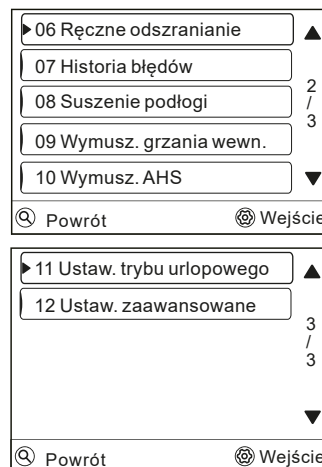 06 Ręczne odszranianie
07 Historia błędów
08 Suszenie podłogi
09 Wymusz. grzania wewn.
10 Wymusz. AHS
2
/
3
Powrót Wejście
11 Ustaw. trybu urlopowego
12 Ustaw. zaawansowane
3
/
3
Powrót Wejście